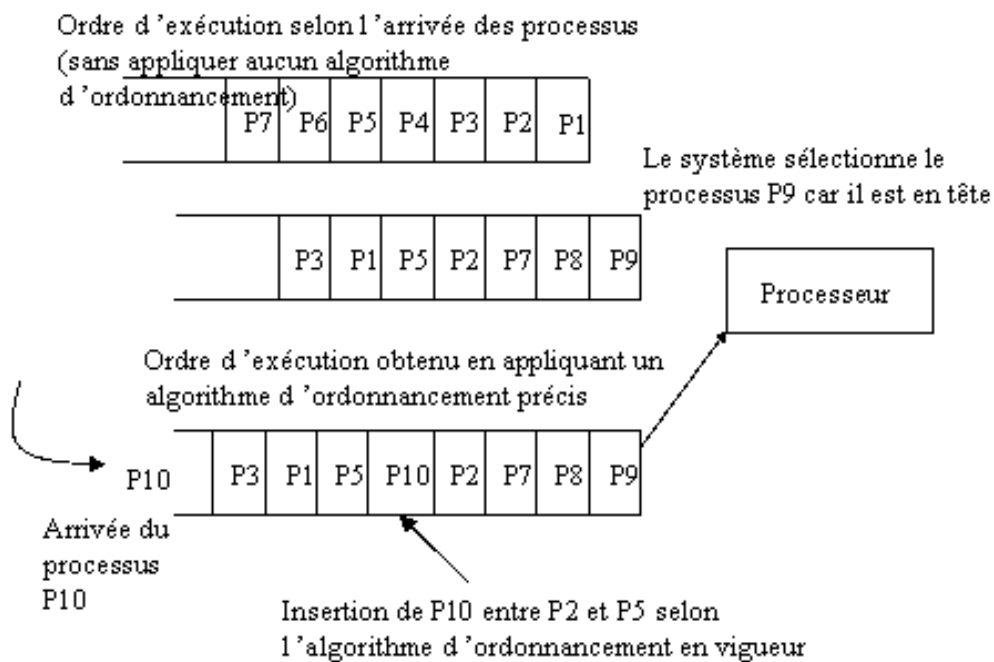 Ordre d ’exécution selon l ’arrivée des processus
(sans appliquer aucun algorithme
d ’ordonnancement)
P7 P6 P5 P4 P3 P2 P1
Le système sélectionne le
processus P9 car il est en tête
P3 P1 P5 P2 P7 P8 P9
Processeur
Ordre d ’exécution obtenu en appliquant un
algorithme d ’ordonnancement précis
P10 P3 P1 P5 P10 P2 P7 P8 P9
Arrivée du
processus
P10
Insertion de P10 entre P2 et P5 selon
l ’algorithme d ’ordonnancement en vigueur